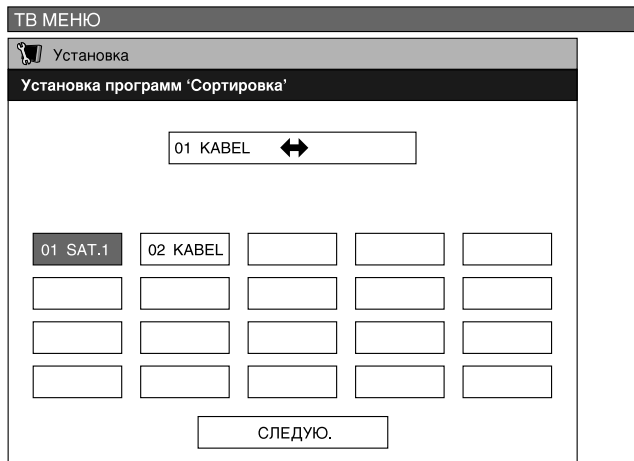 ТВ МЕНЮ
Установка
Установка программ ‘Сортировка’
01 KABEL
01 SAT.1 02 KABEL
СЛЕДУЮ.